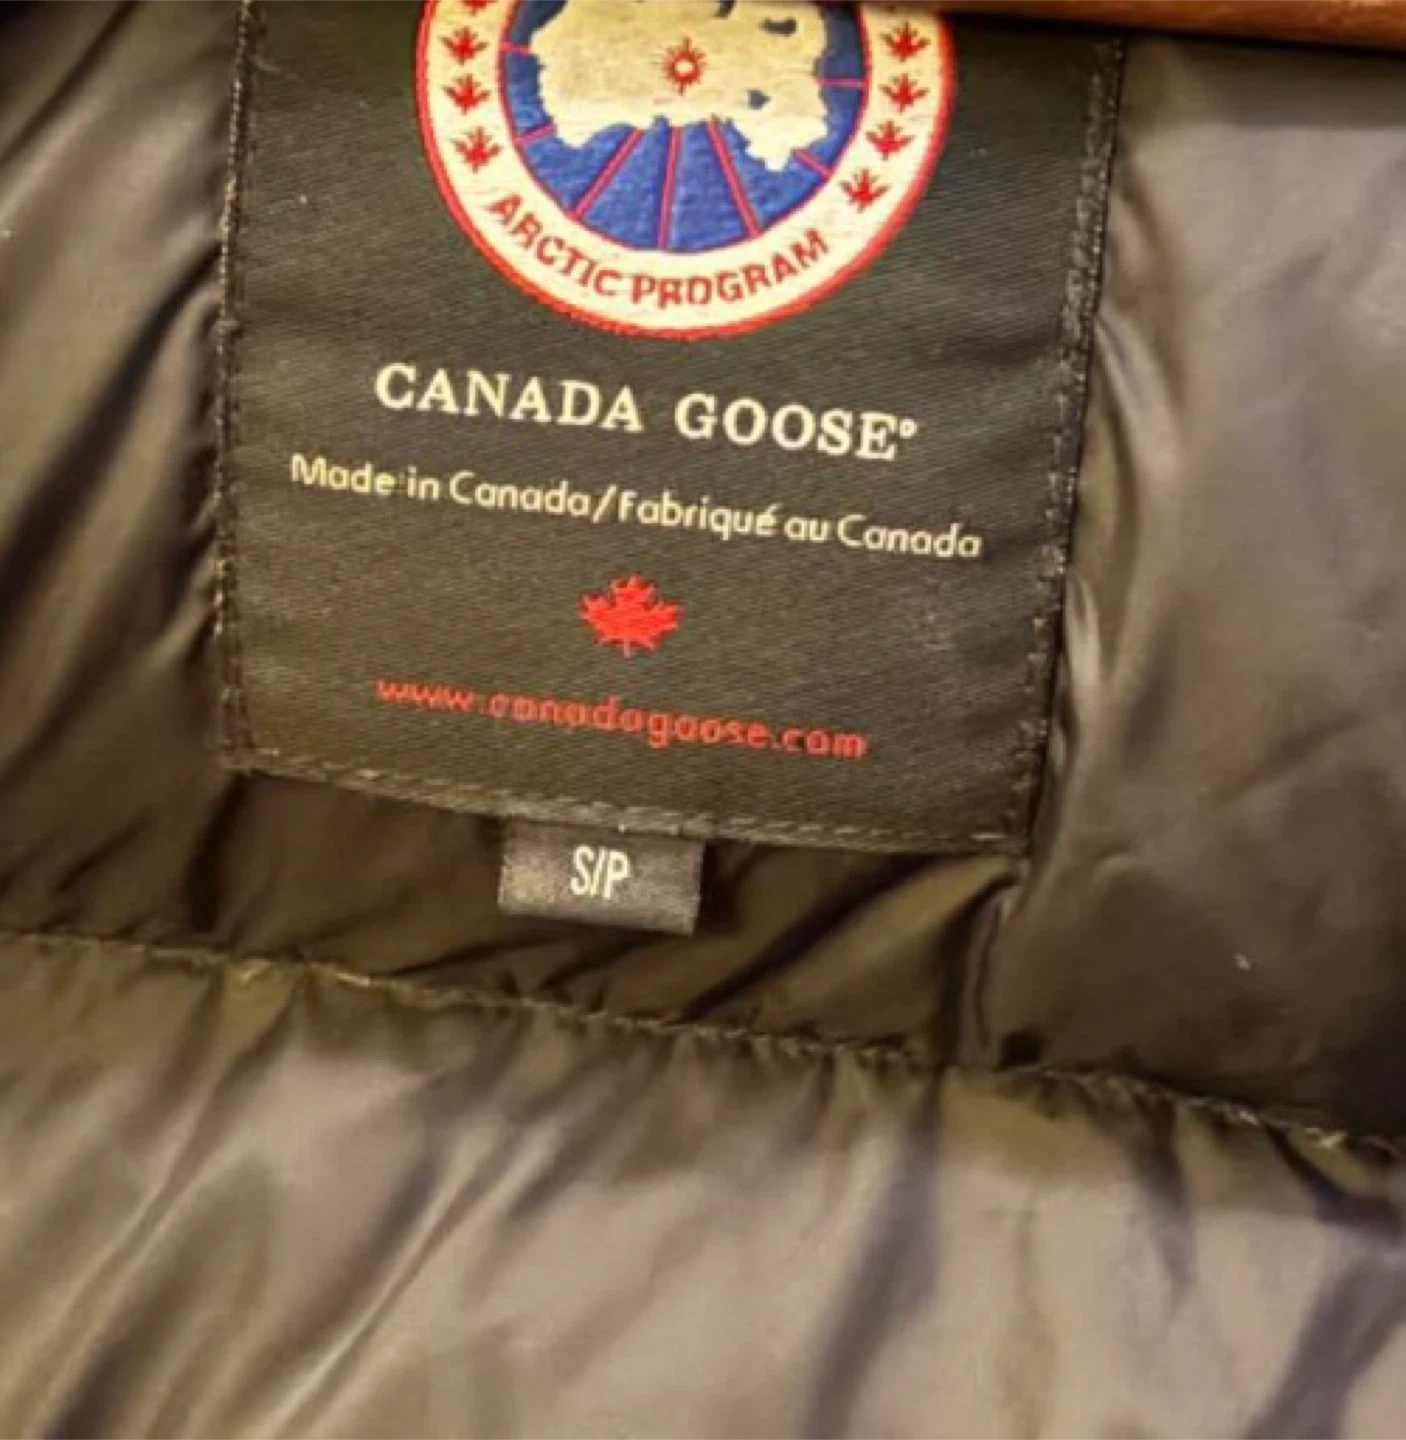 ARCTIC PROGRAM
CANADA GOOSE®
Made in Canada/Fabriqué au Canada
www.canadagoose.com
S/P